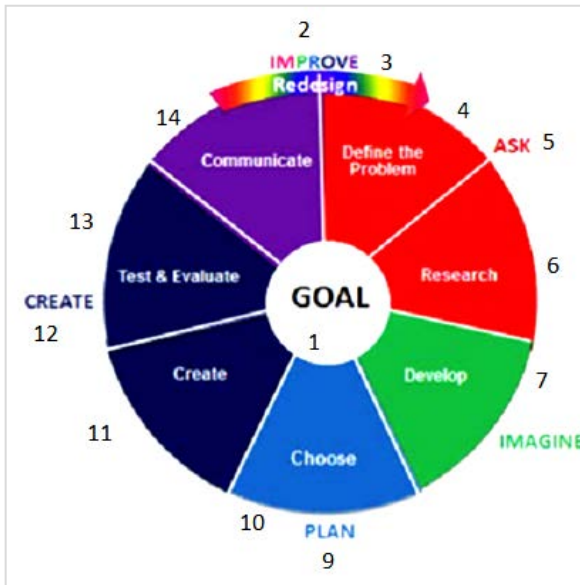 2
IMPROVE
3
Redesign
14
4
Communicate
Define the
Problem
ASK 5
13
Test & Evaluate
Research
6
CREATE
12
GOAL
1
Create
Develop
7
11
IMAGINE
Choose
10
PLAN
9